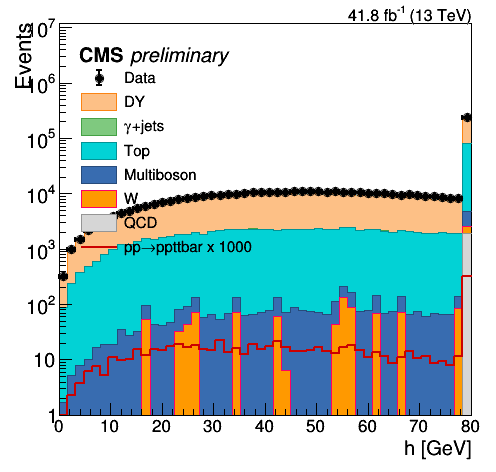 41.8 fb⁻¹ (13 TeV)
Events
CMS preliminary
Data
DY
γ+jets
Top
Multiboson
W
QCD
pp→ppttbar x 1000
10⁷
10⁶
10⁵
10⁴
10³
10²
10
1
0 10 20 30 40 50 60 70 80
h [GeV]